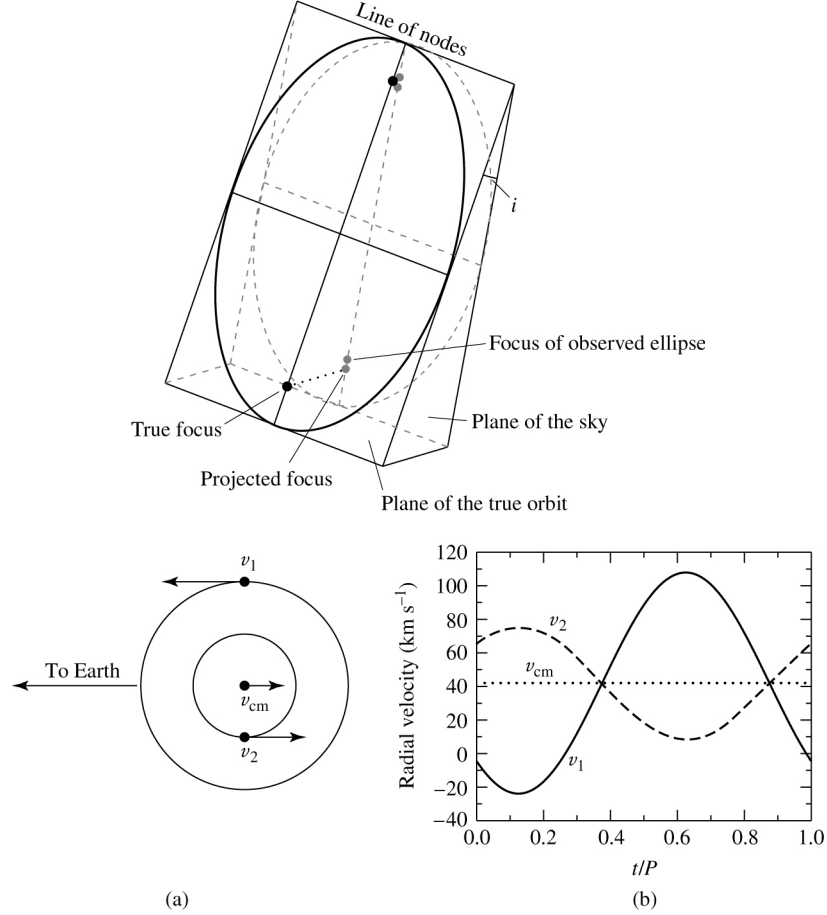 Line of nodes
i
Focus of observed ellipse
Plane of the sky
True focus
Projected focus
Plane of the true orbit
v₁
To Earth
v_cm
v₂
(a)
Radial velocity (km s⁻¹)
120
100
80
60
40
20
0
−20
−40
v₂
v_cm
v₁
0.0 0.2 0.4 0.6 0.8 1.0
t/P
(b)